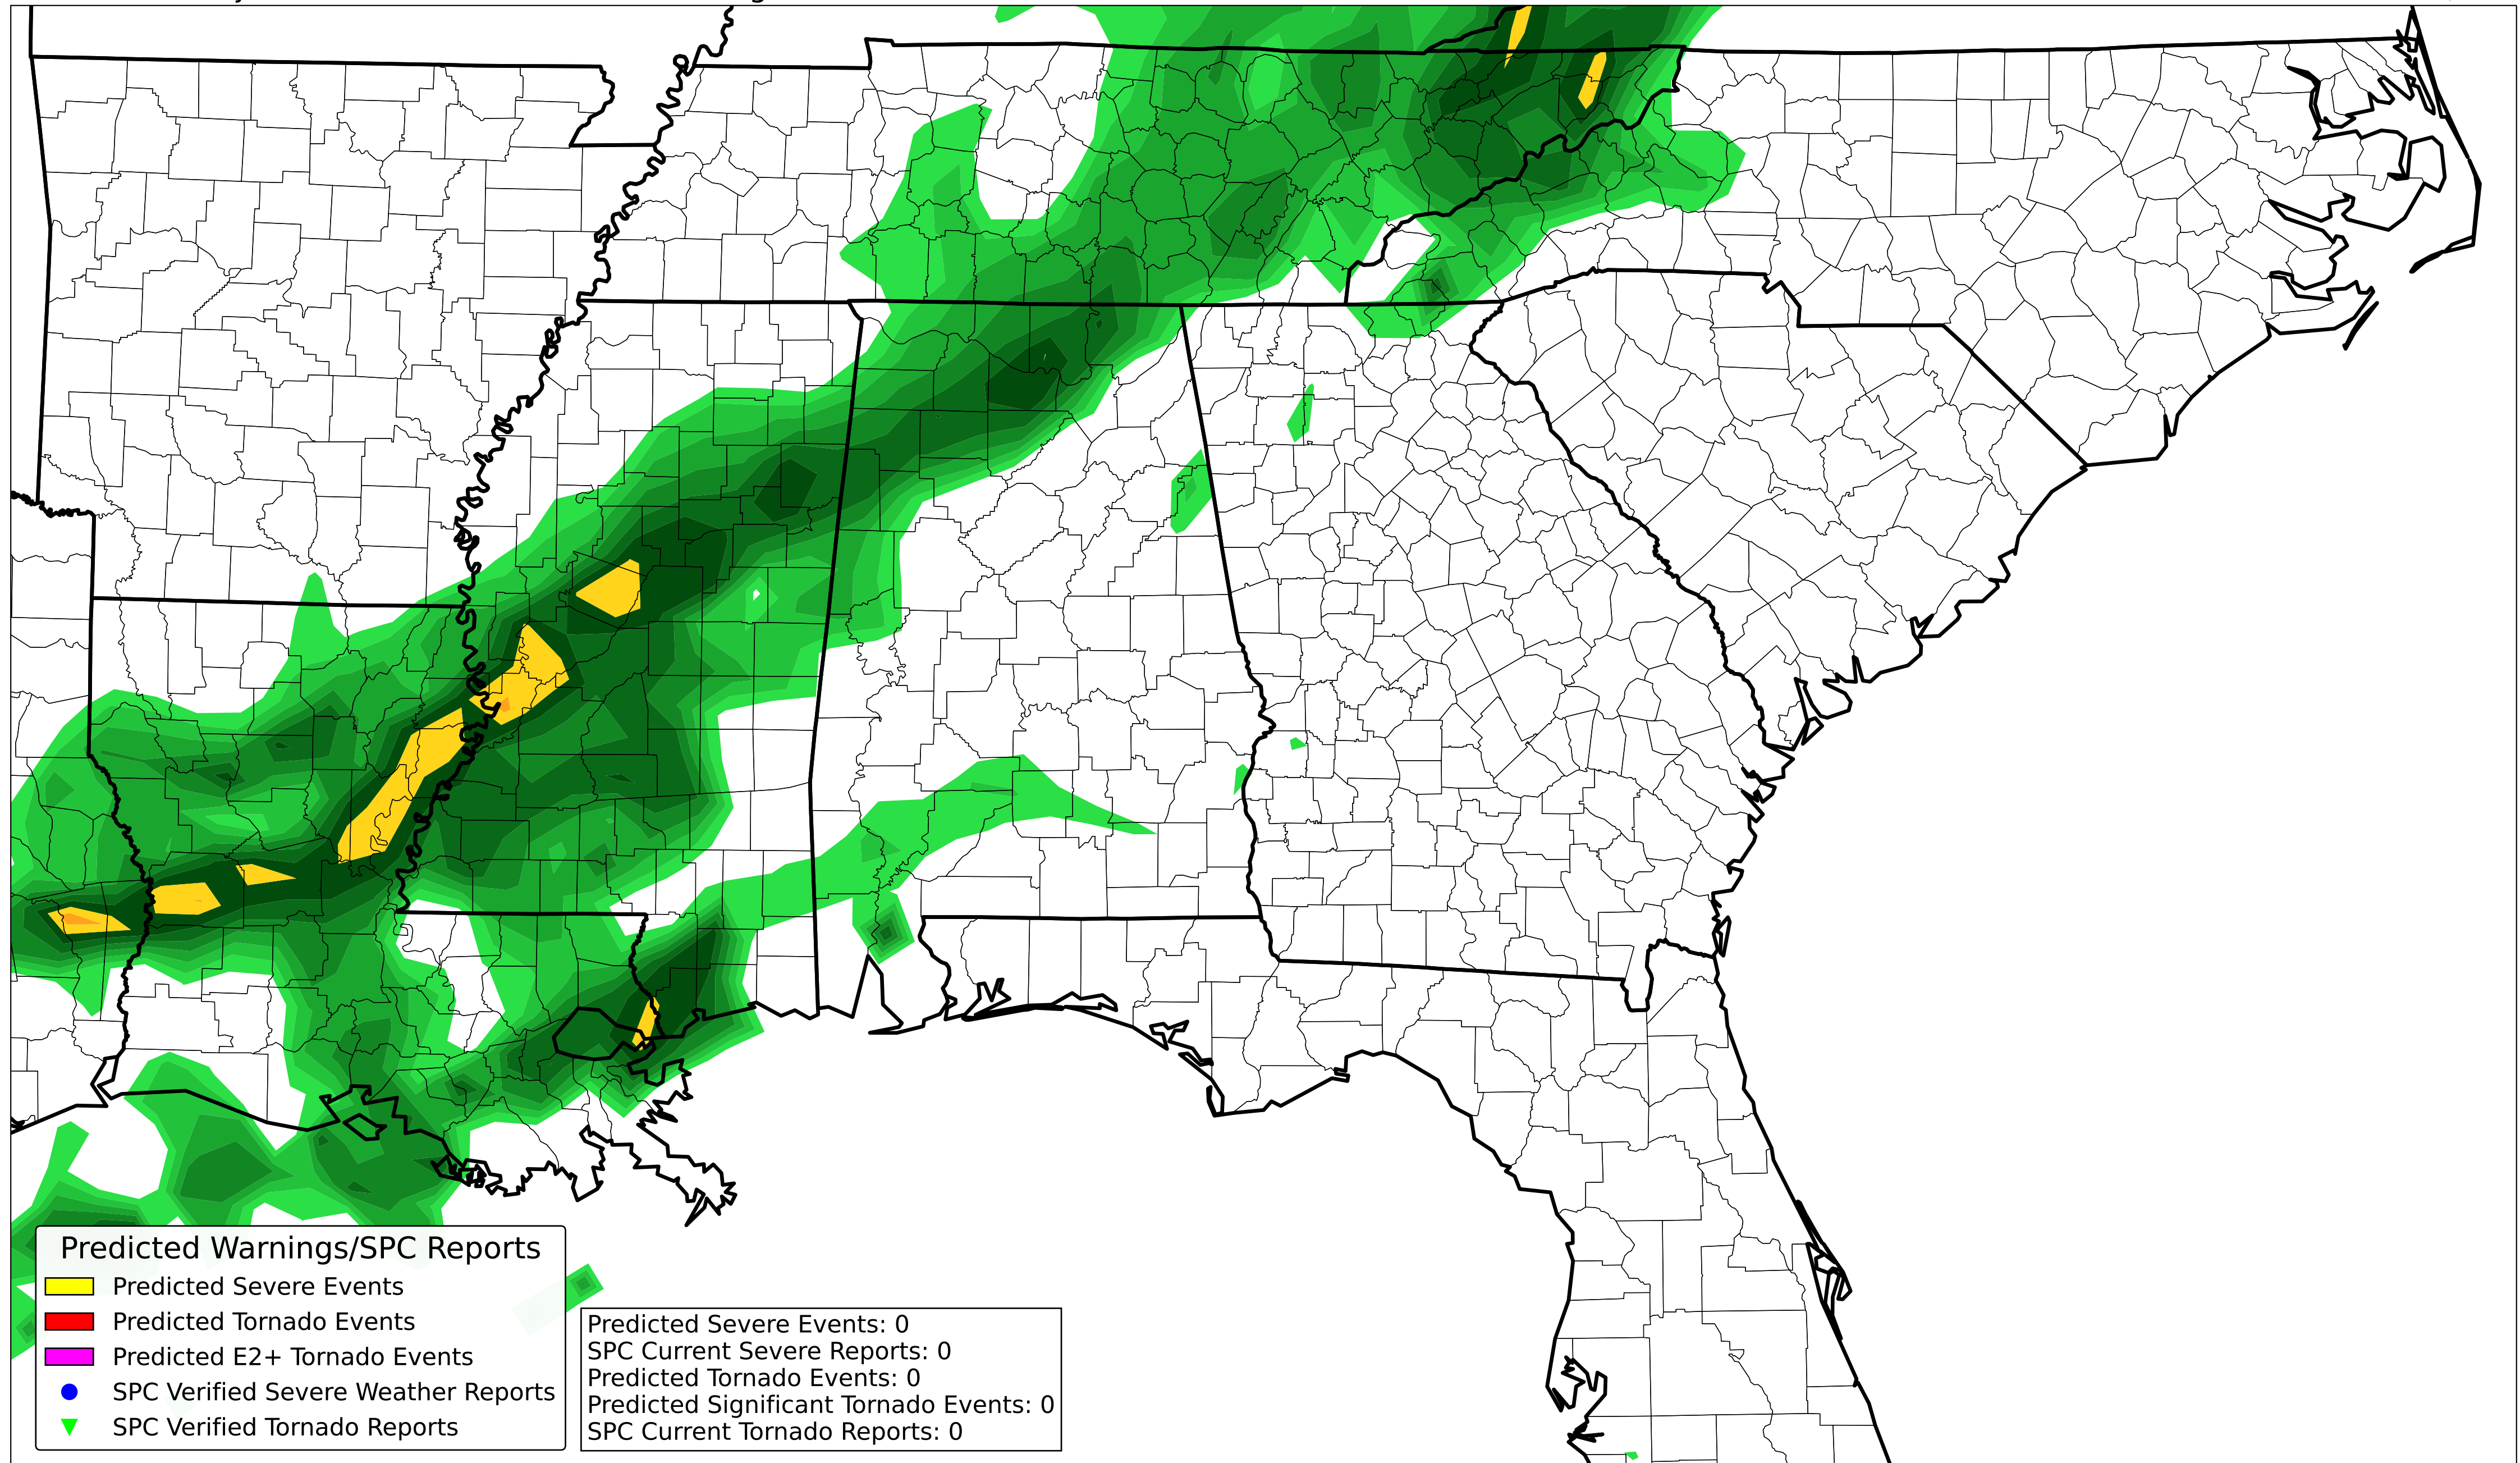 Predicted Warnings/SPC Reports
Predicted Severe Events
Predicted Tornado Events
Predicted E2+ Tornado Events
SPC Verified Severe Weather Reports
SPC Verified Tornado Reports
Predicted Severe Events: 0
SPC Current Severe Reports: 0
Predicted Tornado Events: 0
Predicted Significant Tornado Events: 0
SPC Current Tornado Reports: 0